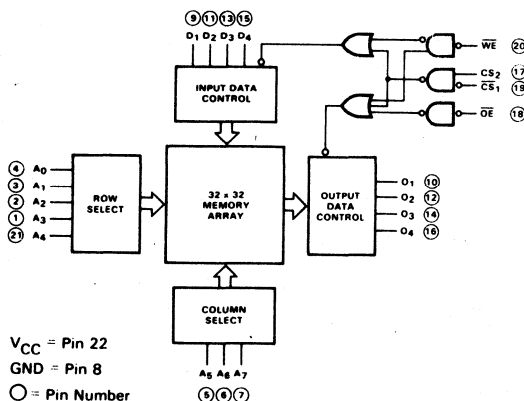 9 11 13 15
D1 D2 D3 D4
INPUT DATA
CONTROL
WE 20
CS2 17
CS1 19
OE 18
4 A0
3 A1
2 A2
1 A3
21 A4
ROW
SELECT
32 × 32
MEMORY
ARRAY
OUTPUT
DATA
CONTROL
O1 10
O2 12
O3 14
O4 16
COLUMN
SELECT
A5 A6 A7
5 6 7
VCC = Pin 22
GND = Pin 8
O = Pin Number